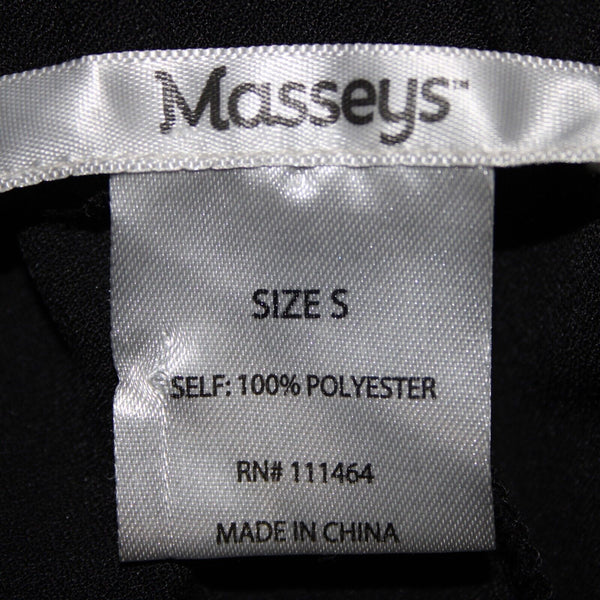 Masseys™
SIZE S
SELF: 100% POLYESTER
RN# 111464
MADE IN CHINA